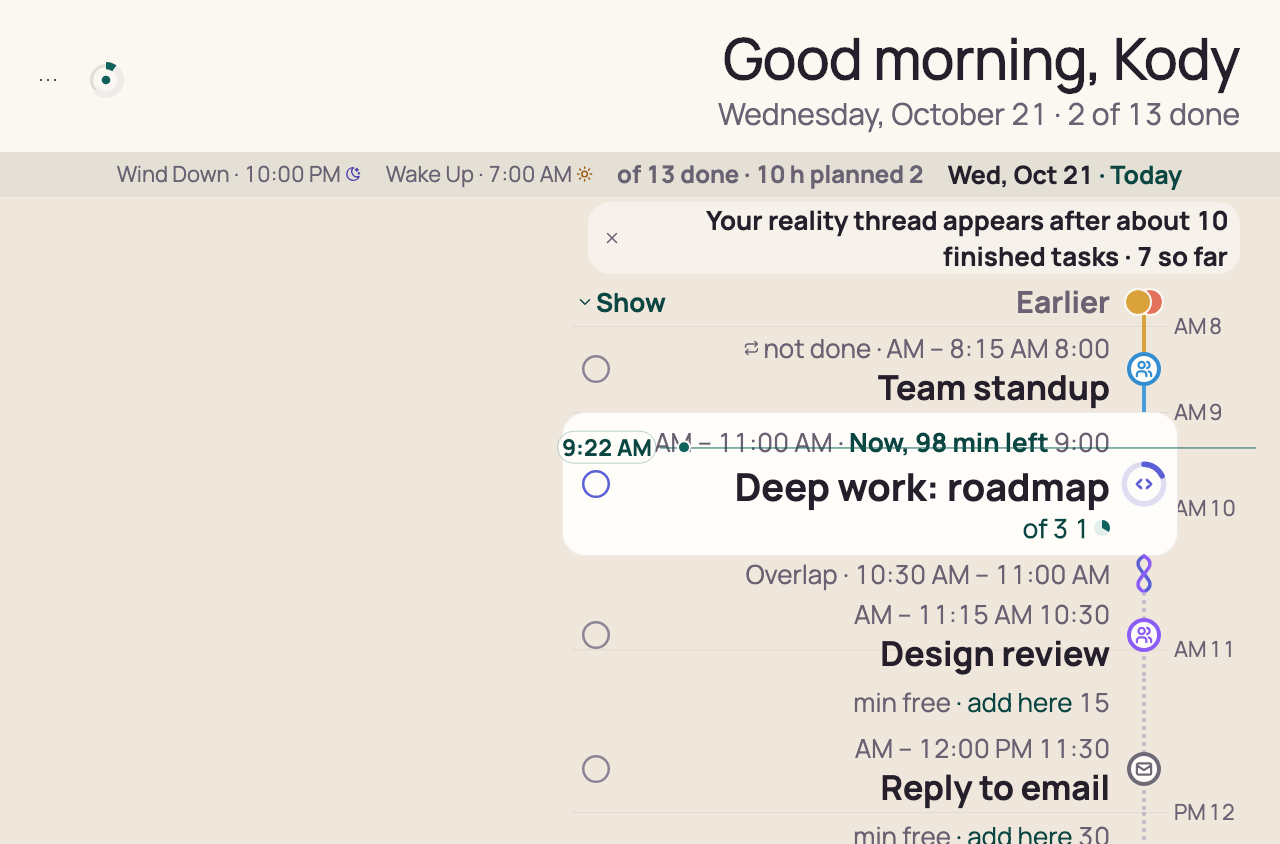 Good morning, Kody
Wednesday, October 21 · 2 of 13 done
Wind Down · 10:00 PM Wake Up · 7:00 AM of 13 done · 10 h planned 2 Wed, Oct 21 · Today
Your reality thread appears after about 10
finished tasks · 7 so far
Show Earlier
AM 8
not done · AM – 8:15 AM 8:00
Team standup
AM 9
9:22 AM
AM – 11:00 AM · Now, 98 min left 9:00
Deep work: roadmap
AM 10
of 3 1
Overlap · 10:30 AM – 11:00 AM
AM – 11:15 AM 10:30
Design review
AM 11
min free · add here 15
AM – 12:00 PM 11:30
Reply to email
PM 12
min free · add here 30